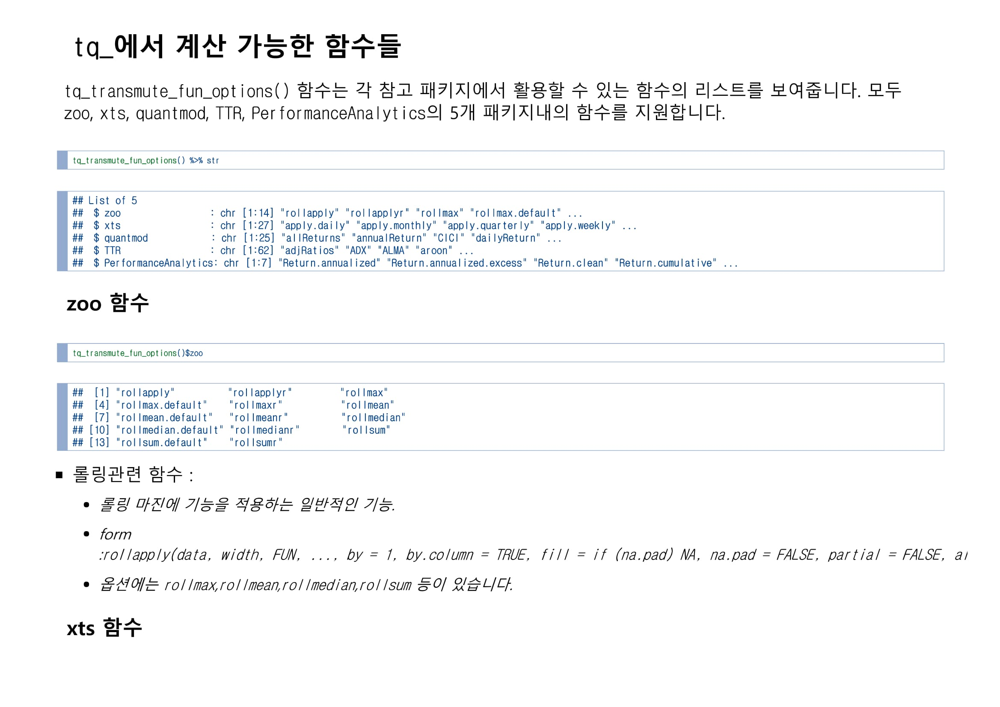 tq_에서 계산 가능한 함수들
tq_transmute_fun_options() 함수는 각 참고 패키지에서 활용할 수 있는 함수의 리스트를 보여줍니다. 모두
zoo, xts, quantmod, TTR, PerformanceAnalytics의 5개 패키지내의 함수를 지원합니다.
tq_transmute_fun_options() %>% str
## List of 5
##  $ zoo                 : chr [1:14] "rollapply" "rollapplyr" "rollmax" "rollmax.default" ...
##  $ xts                 : chr [1:27] "apply.daily" "apply.monthly" "apply.quarterly" "apply.weekly" ...
##  $ quantmod            : chr [1:25] "allReturns" "annualReturn" "ClCl" "dailyReturn" ...
##  $ TTR                 : chr [1:62] "adjRatios" "ADX" "ALMA" "aroon" ...
##  $ PerformanceAnalytics: chr [1:7] "Return.annualized" "Return.annualized.excess" "Return.clean" "Return.cumulative" ...
zoo 함수
tq_transmute_fun_options()$zoo
##  [1] "rollapply"          "rollapplyr"         "rollmax"
##  [4] "rollmax.default"    "rollmaxr"           "rollmean"
##  [7] "rollmean.default"   "rollmeanr"          "rollmedian"
## [10] "rollmedian.default" "rollmedianr"        "rollsum"
## [13] "rollsum.default"    "rollsumr"
■ 롤링관련 함수 :
• 롤링 마진에 기능을 적용하는 일반적인 기능.
• form
:rollapply(data, width, FUN, ..., by = 1, by.column = TRUE, fill = if (na.pad) NA, na.pad = FALSE, partial = FALSE,
• 옵션에는 rollmax,rollmean,rollmedian,rollsum 등이 있습니다.
xts 함수